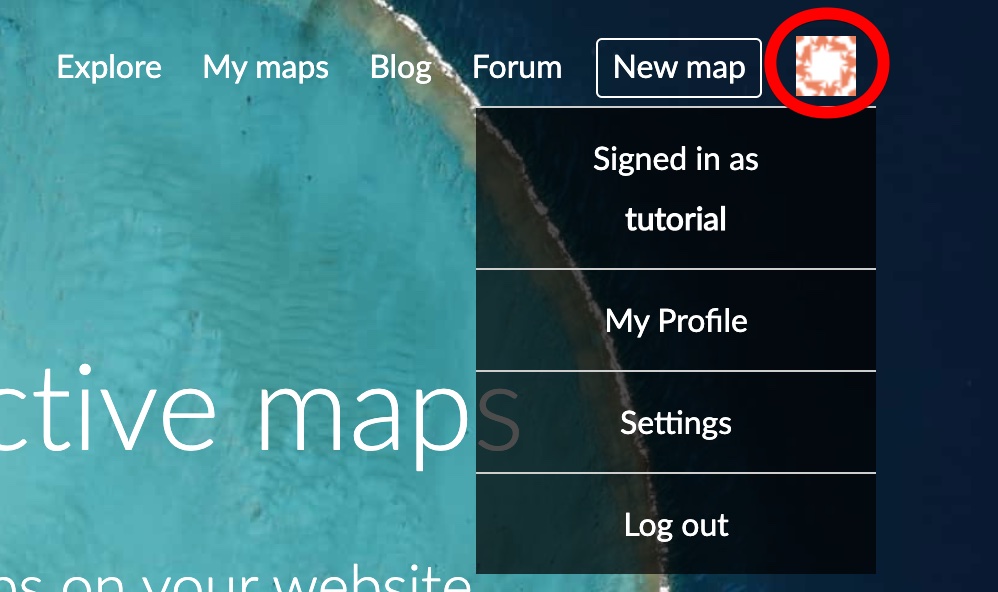 Explore My maps Blog Forum New map
Signed in as
tutorial
My Profile
ctive maps
Settings
Log out
on your website